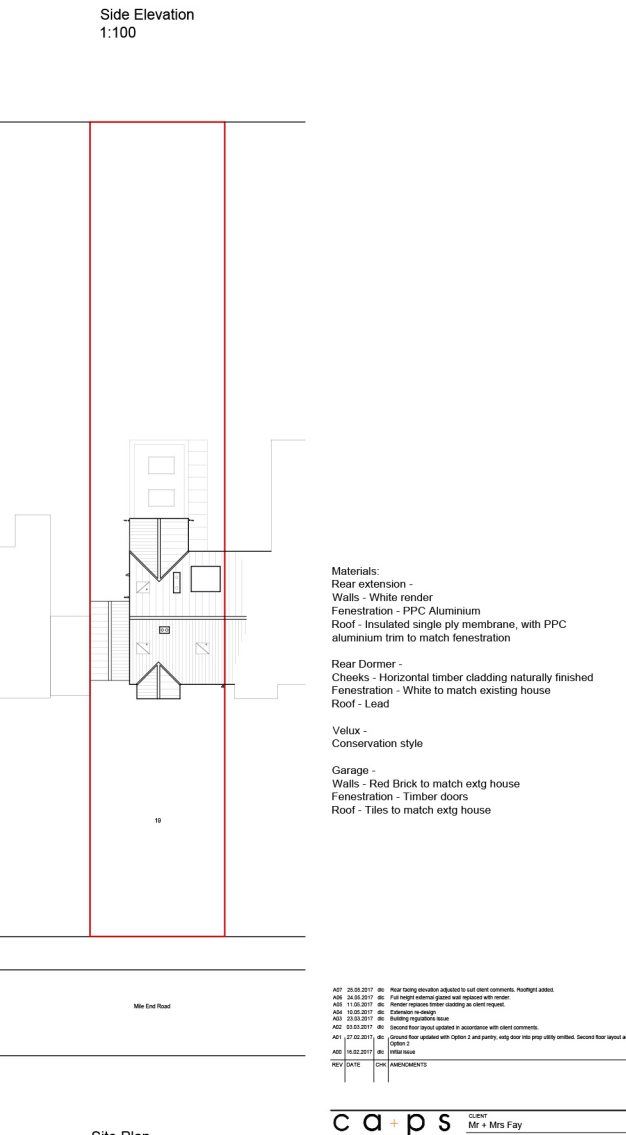 Side Elevation
1:100
19
Mile End Road
Materials:
Rear extension -
Walls - White render
Fenestration - PPC Aluminium
Roof - Insulated single ply membrane, with PPC
aluminium trim to match fenestration
Rear Dormer -
Cheeks - Horizontal timber cladding naturally finished
Fenestration - White to match existing house
Roof - Lead
Velux -
Conservation style
Garage -
Walls - Red Brick to match extg house
Fenestration - Timber doors
Roof - Tiles to match extg house
A07 25.05.2017 dlc Rear facing elevation adjusted to suit client comments. Rooflight added.
A06 24.05.2017 dlc Full height external glazed wall replaced with render.
A05 11.05.2017 dlc Render replaces timber cladding as client request.
A04 10.05.2017 dlc Extension re-design
A03 23.03.2017 dlc Building regulations issue
A02 03.03.2017 dlc Second floor layout updated in accordance with client comments.
A01 27.02.2017 dlc Ground floor updated with Option 2 and pantry, extg door into prop utility omitted. Second floor layout as
Option 2
A00 16.02.2017 dlc Initial Issue
REV DATE CHK AMENDMENTS
ca+ps
CLIENT
Mr + Mrs Fay
Site Plan